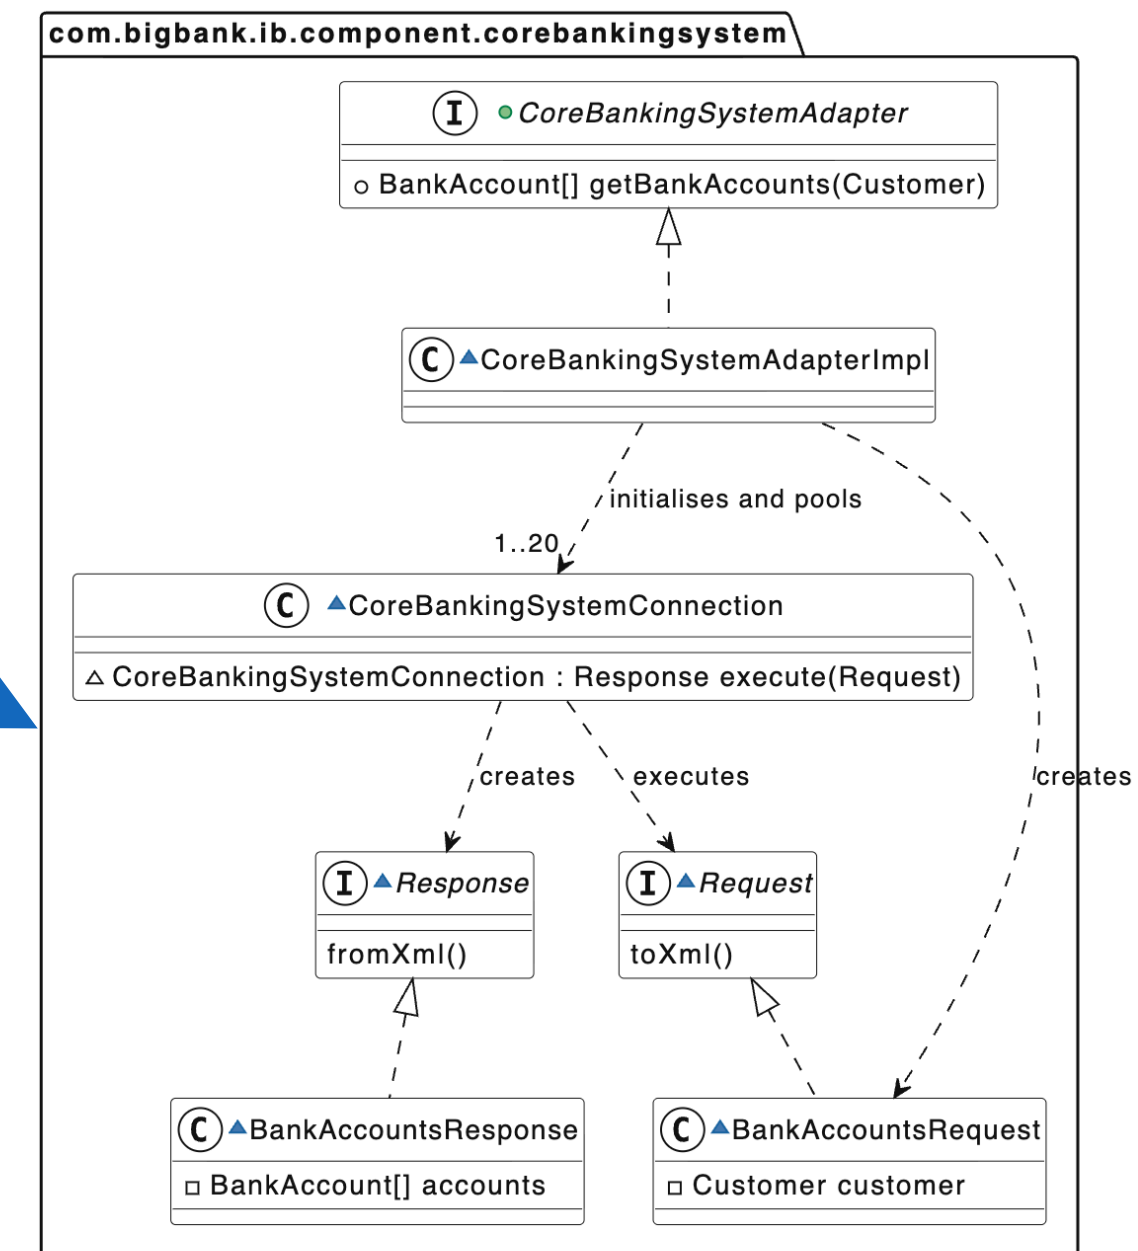 com.bigbank.ib.component.corebankingsystem
I CoreBankingSystemAdapter
BankAccount[] getBankAccounts(Customer)
C CoreBankingSystemAdapterImpl
initialises and pools
1..20
C CoreBankingSystemConnection
CoreBankingSystemConnection : Response execute(Request)
creates
executes
creates
I Response
fromXml()
I Request
toXml()
C BankAccountsResponse
BankAccount[] accounts
C BankAccountsRequest
Customer customer